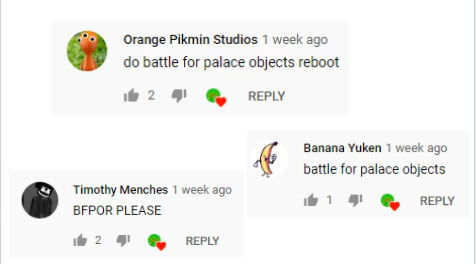 Orange Pikmin Studios 1 week ago
do battle for palace objects reboot
2 REPLY
Banana Yuken 1 week ago
battle for palace objects
1 REPLY
Timothy Menches 1 week ago
BFPOR PLEASE
2 REPLY